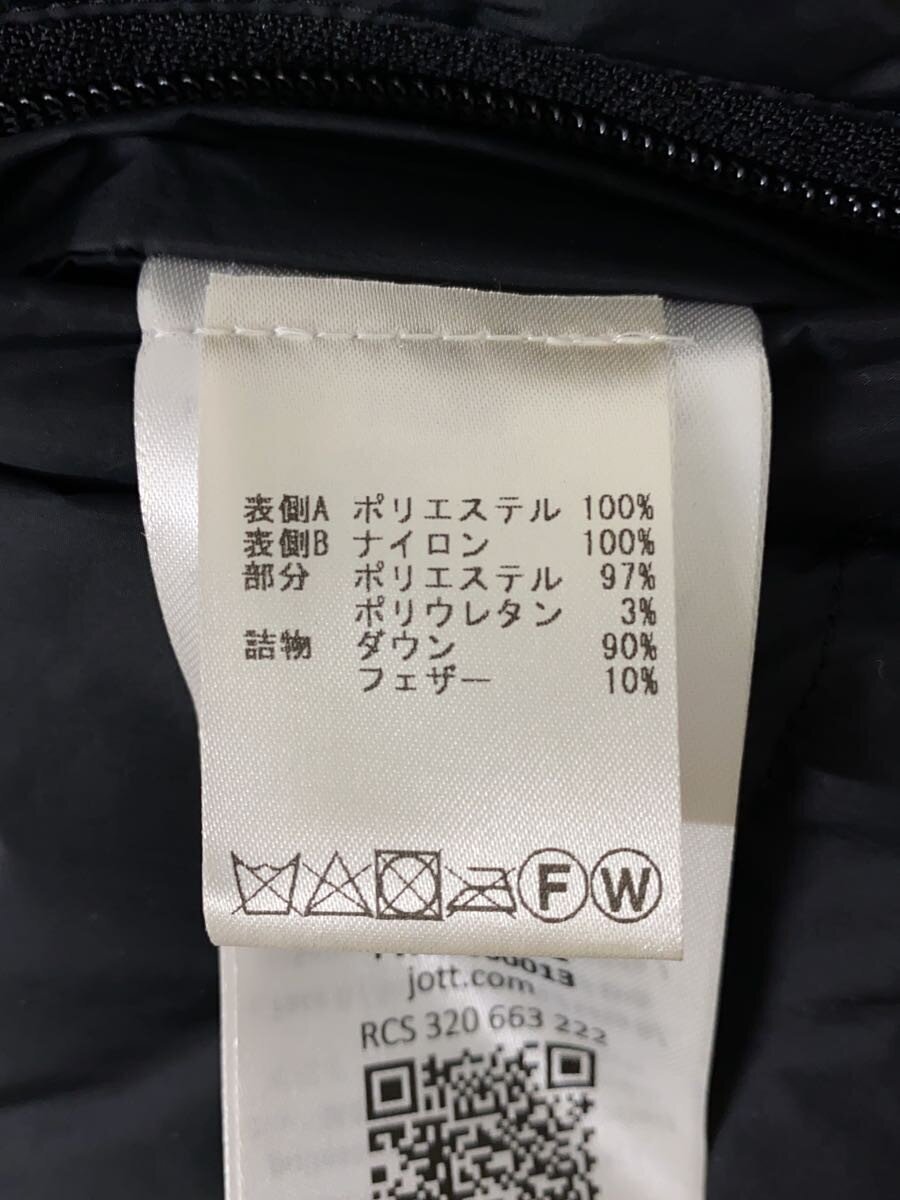 表側A ポリエステル 100%
表側B ナイロン 100%
部分 ポリエステル 97%
ポリウレタン 3%
詰物 ダウン 90%
フェザー 10%
F W
jott.com
RCS 320 663 222